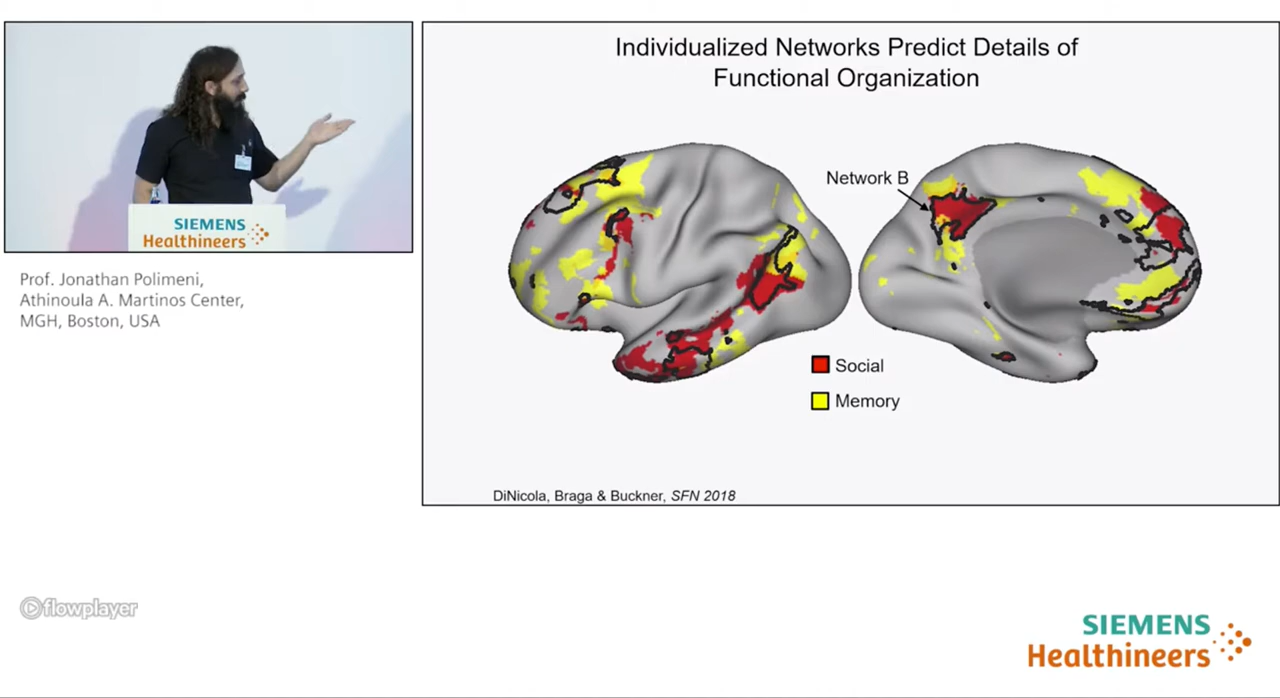 SIEMENS
Healthineers
Prof. Jonathan Polimeni,
Athinoula A. Martinos Center,
MGH, Boston, USA
Individualized Networks Predict Details of
Functional Organization
Network B
Social
Memory
DiNicola, Braga & Buckner, SFN 2018
flowplayer
SIEMENS
Healthineers